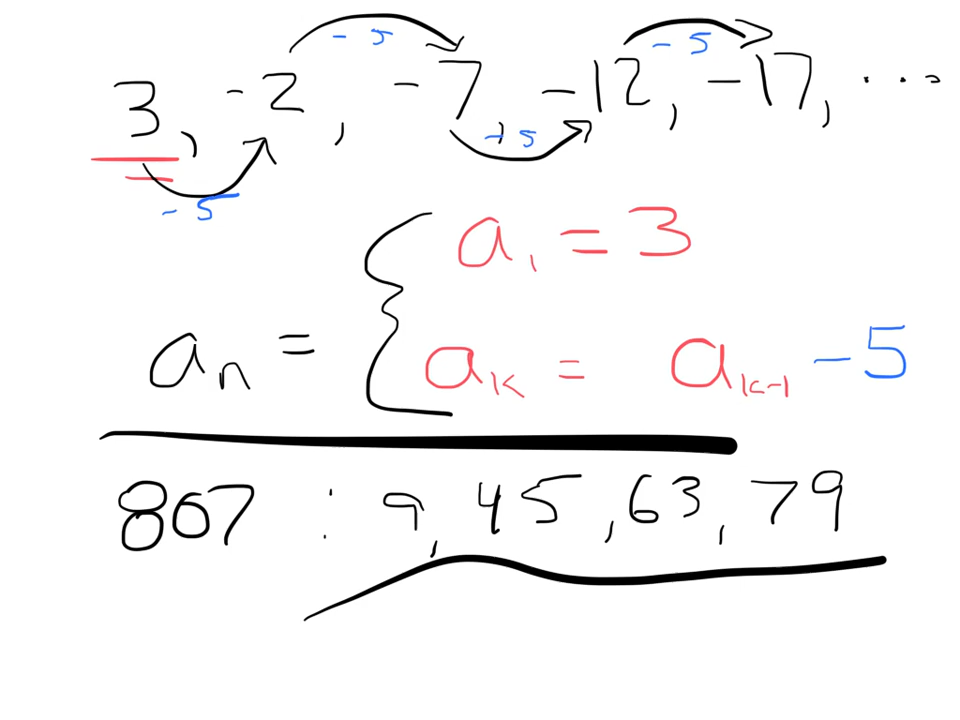 - 5 - 5
3, -2, -7, -12, -17, ...
- 5 - 5
a₁ = 3
aₙ =
aₖ = aₖ₋₁ - 5
807 : 9, 45, 63, 79